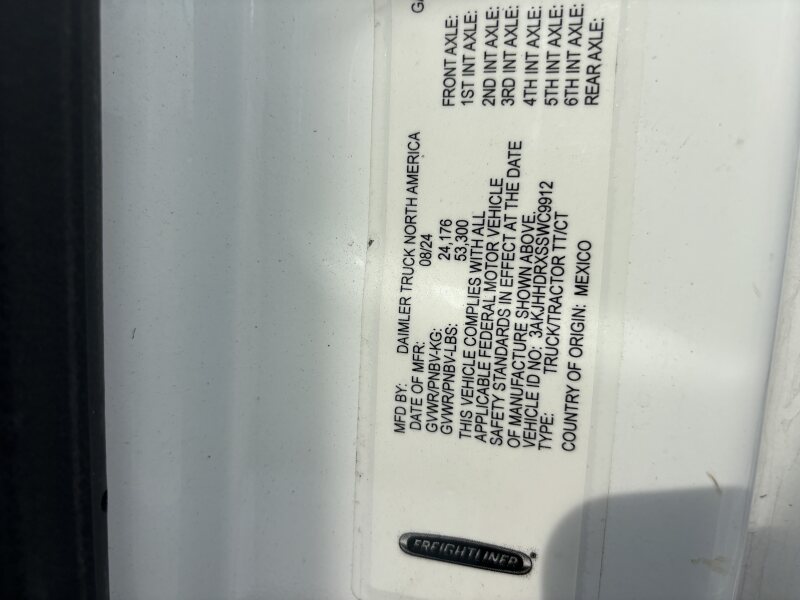 MFD BY: DAIMLER TRUCK NORTH AMERICA
DATE OF MFR: 08/24
GVWR/PNBV-KG: 24,176
GVWR/PNBV-LBS: 53,300
THIS VEHICLE COMPLIES WITH ALL
APPLICABLE FEDERAL MOTOR VEHICLE
SAFETY STANDARDS IN EFFECT AT THE DATE
OF MANUFACTURE SHOWN ABOVE.
VEHICLE ID NO: 3AKJHHDRXSSWC9912
TYPE: TRUCK/TRACTOR TT/CT
COUNTRY OF ORIGIN: MEXICO
FRONT AXLE:
1ST INT AXLE:
2ND INT AXLE:
3RD INT AXLE:
4TH INT AXLE:
5TH INT AXLE:
6TH INT AXLE:
REAR AXLE:
FREIGHTLINER